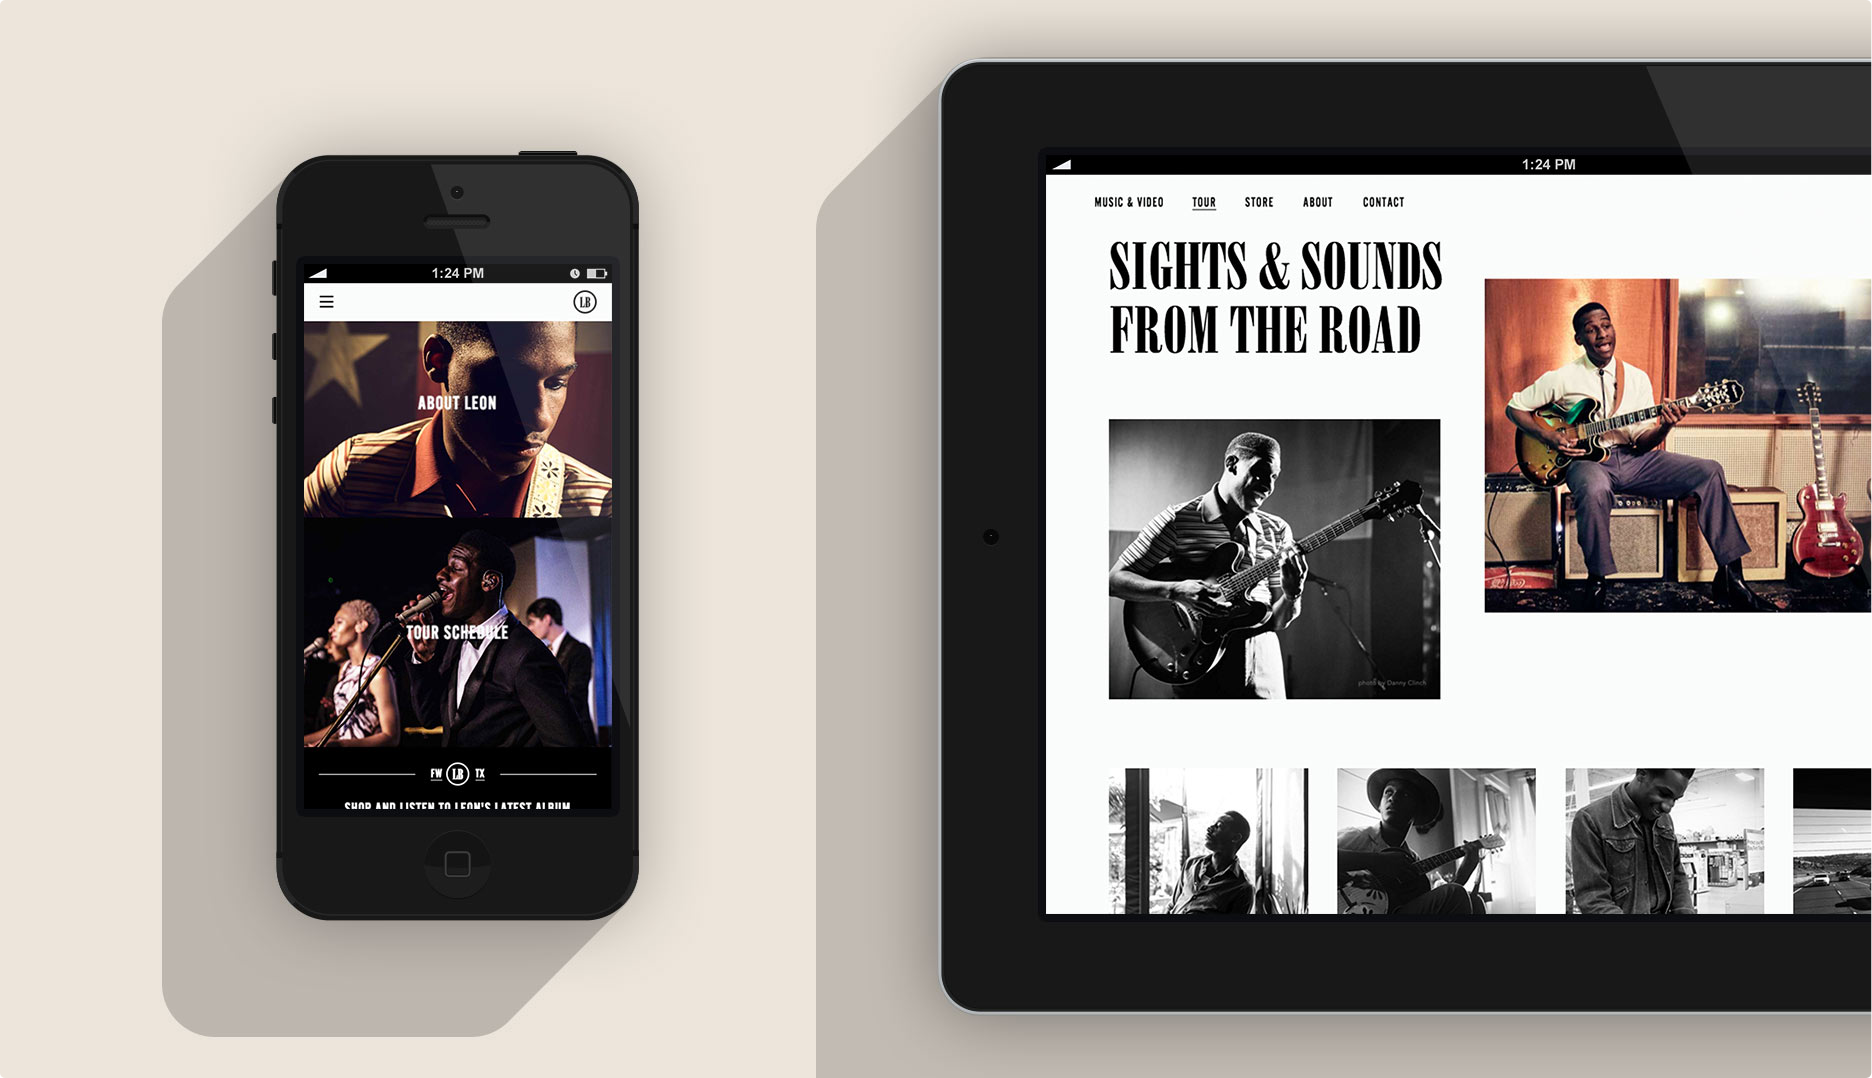 1:24 PM
LB
ABOUT LEON
TOUR SCHEDULE
FW LB TX
SHOP AND LISTEN TO LEON'S LATEST ALBUM
1:24 PM
MUSIC & VIDEO TOUR STORE ABOUT CONTACT
SIGHTS & SOUNDS
FROM THE ROAD
photo by Danny Clinch